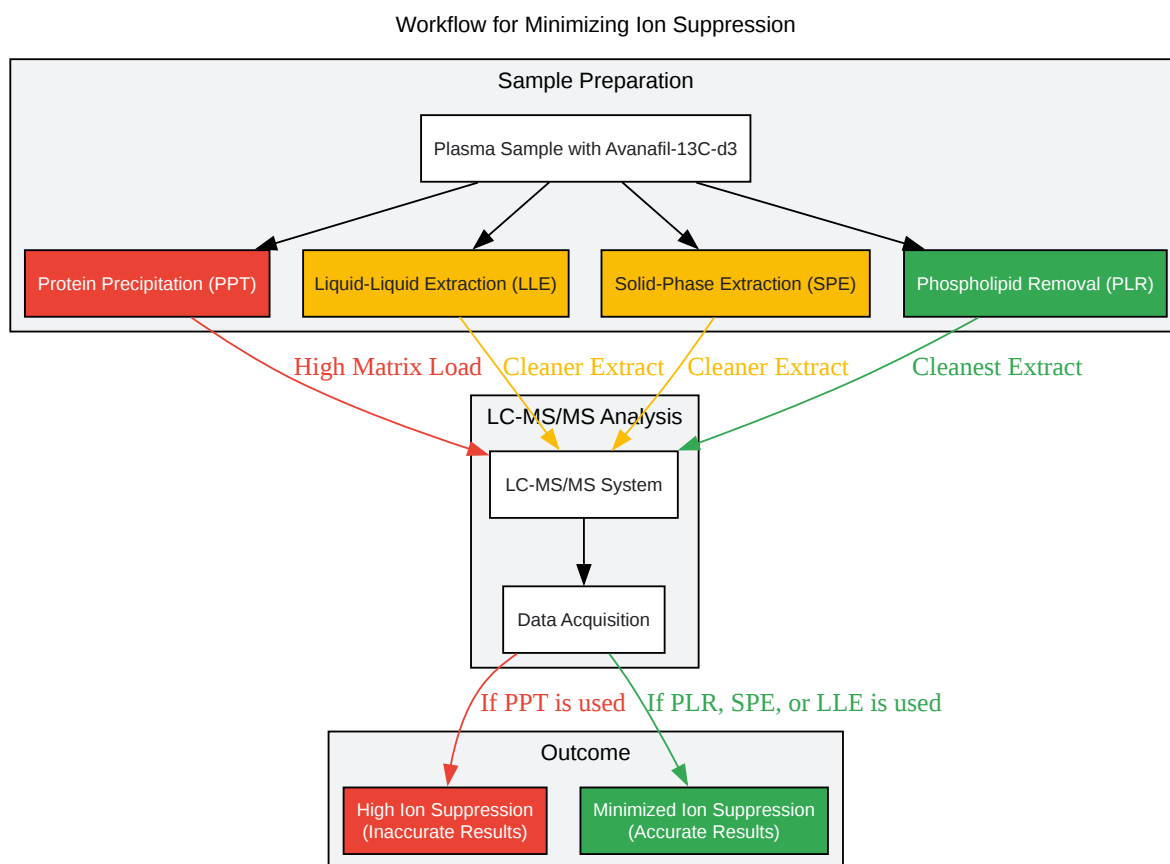 Workflow for Minimizing Ion Suppression
Sample Preparation
Plasma Sample with Avanafil-13C-d3
Protein Precipitation (PPT)
Liquid-Liquid Extraction (LLE)
Solid-Phase Extraction (SPE)
Phospholipid Removal (PLR)
High Matrix Load
Cleaner Extract
Cleaner Extract
Cleanest Extract
LC-MS/MS Analysis
LC-MS/MS System
Data Acquisition
If PPT is used
If PLR, SPE, or LLE is used
Outcome
High Ion Suppression
(Inaccurate Results)
Minimized Ion Suppression
(Accurate Results)